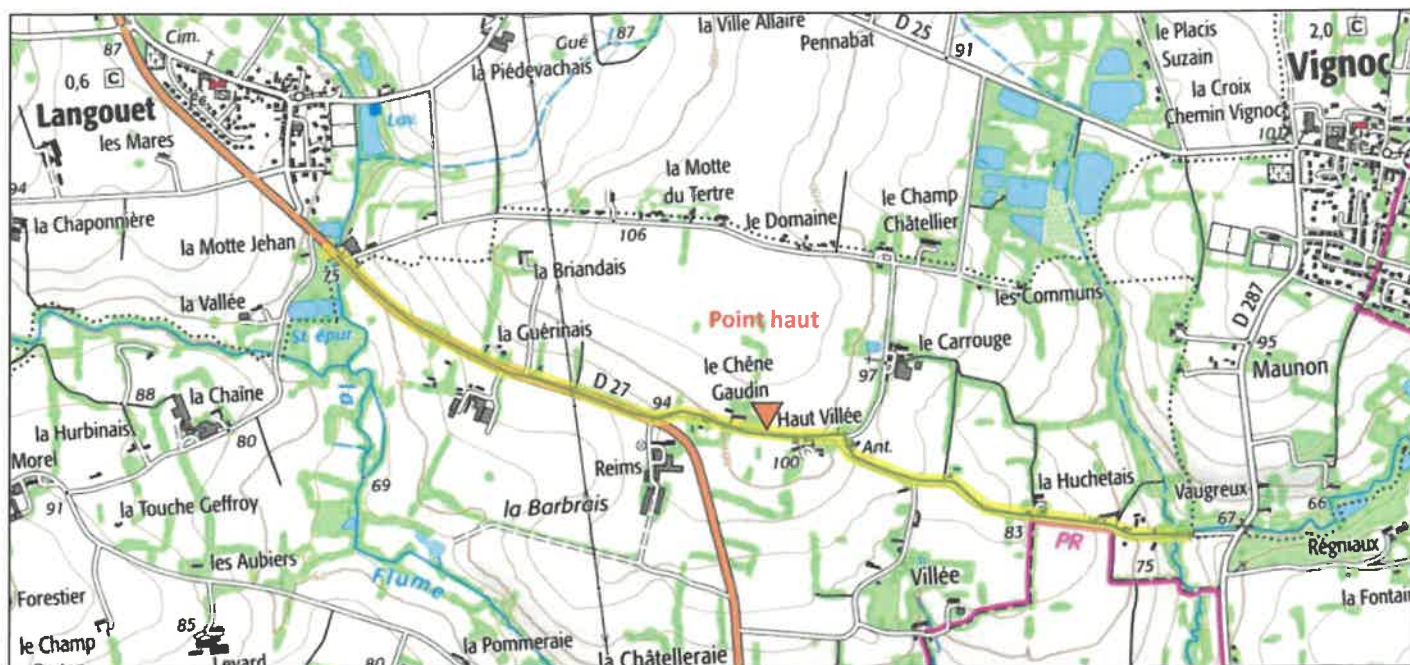 la Ville Allaire
Pennabat
D 25
91
le Placis
Suzain
2,0 C
Vignoc
la Croix
Chemin Vignoc
101
87
Cim.
Gué
87
la Piédevachais
0,6 C
Langouet
les Mares
Lav.
94
la Chaponnière
la Motte Jehan
75
la Motte
du Tertre
106
le Domaine
le Champ
Châtellier
la Briandais
la Vallée
St. épur
les Communs
D 287
95
Maunon
Point haut
la Guérinais
D 27
94
le Chêne
Gaudin
le Carrouge
97
Haut Villée
100
Ant.
88
la Chaîne
la Hurbinais
80
Morel
91
la Touche Geffroy
69
Reims
la Barbrais
la Huchetais
Vaugreux
66
67
83
PR
75
Régniaux
les Aubiers
Flume
Villée
Forestier
le Champ
85
80
la Pommeraie
la Châtelleraie
la Fontain